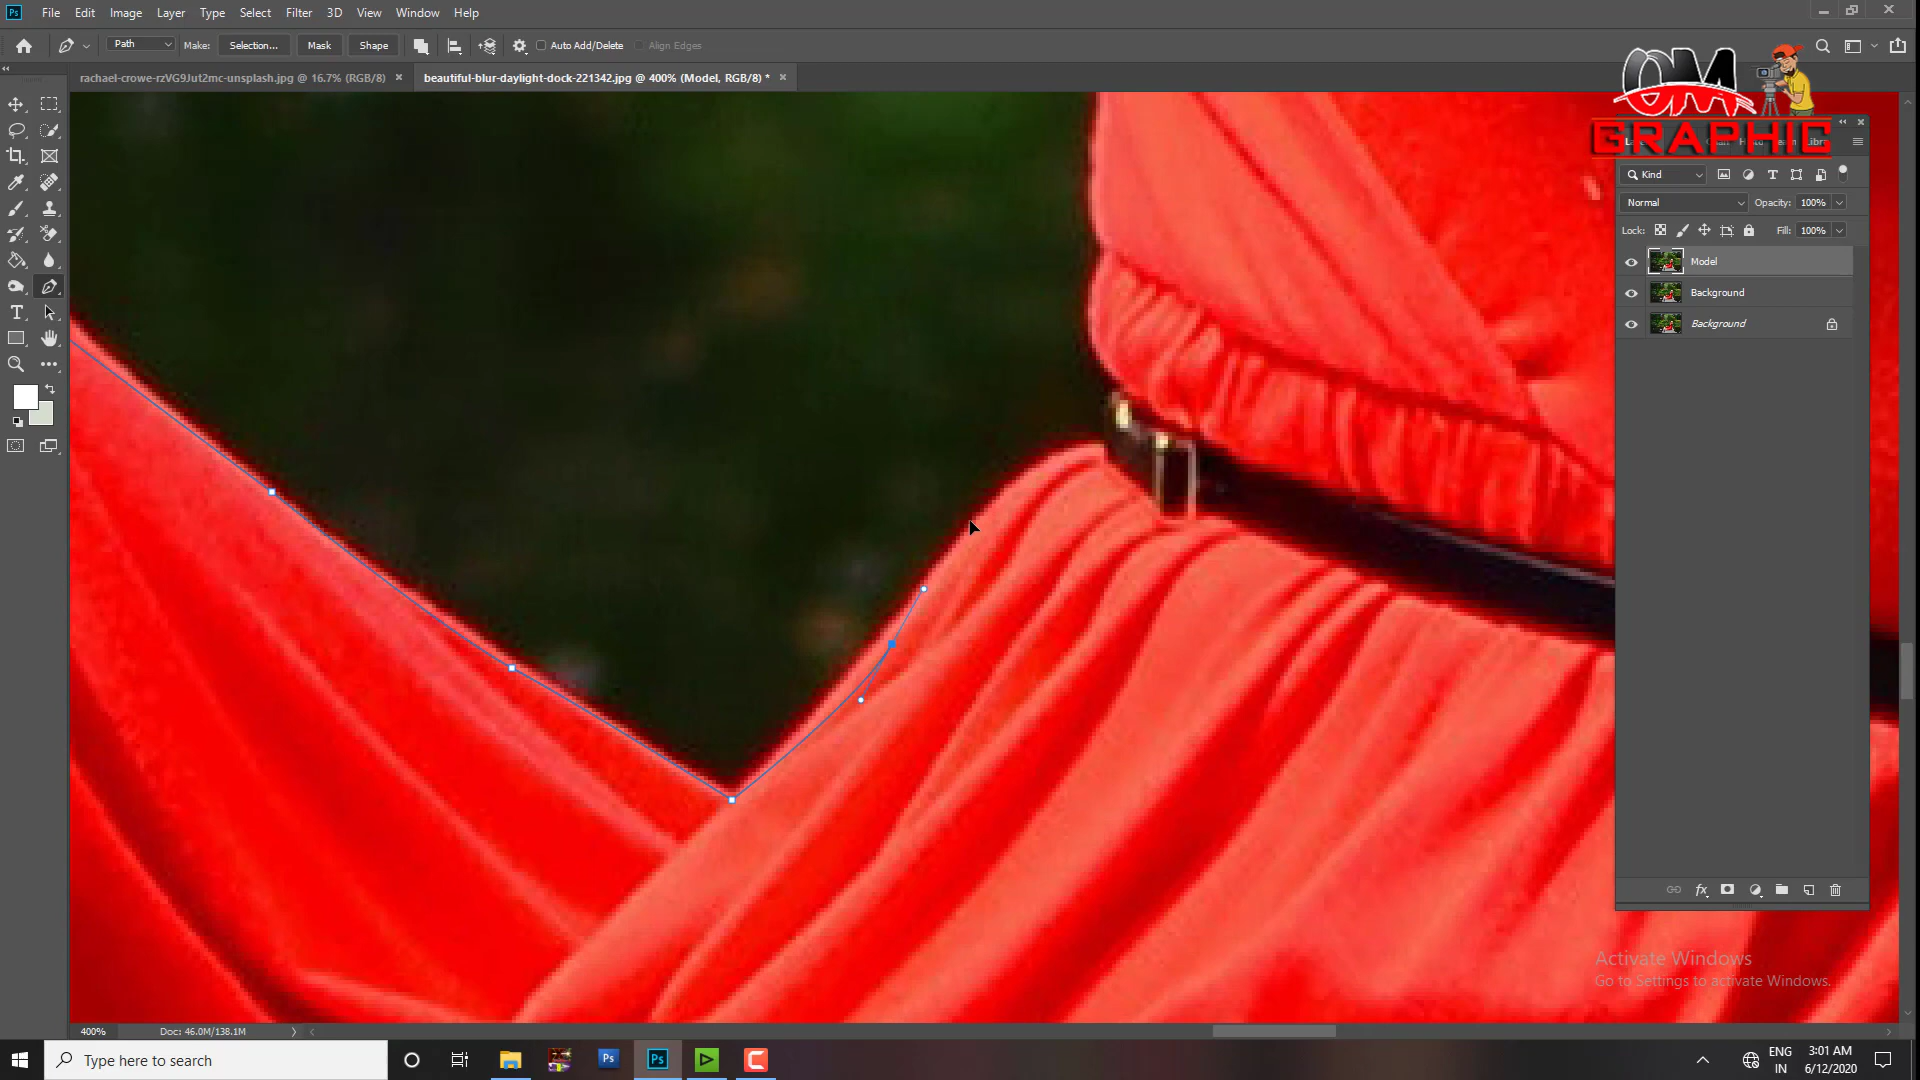 File Edit Image Layer Type Select Filter 3D View Window Help
Path Make: Selection... Mask Shape Auto Add/Delete Align Edges
rachael-crowe-rzVG9Jut2mc-unsplash.jpg @ 16.7% (RGB/8) × beautiful-blur-daylight-dock-221342.jpg @ 400% (Model, RGB/8) * ×
OM
GRAPHIC
Kind
Normal Opacity: 100%
Lock: Fill: 100%
Model
Background
Background
fx
Activate Windows
Go to Settings to activate Windows.
400% Doc: 46.0M/138.1M
Type here to search
ENG
IN
3:01 AM
6/12/2020